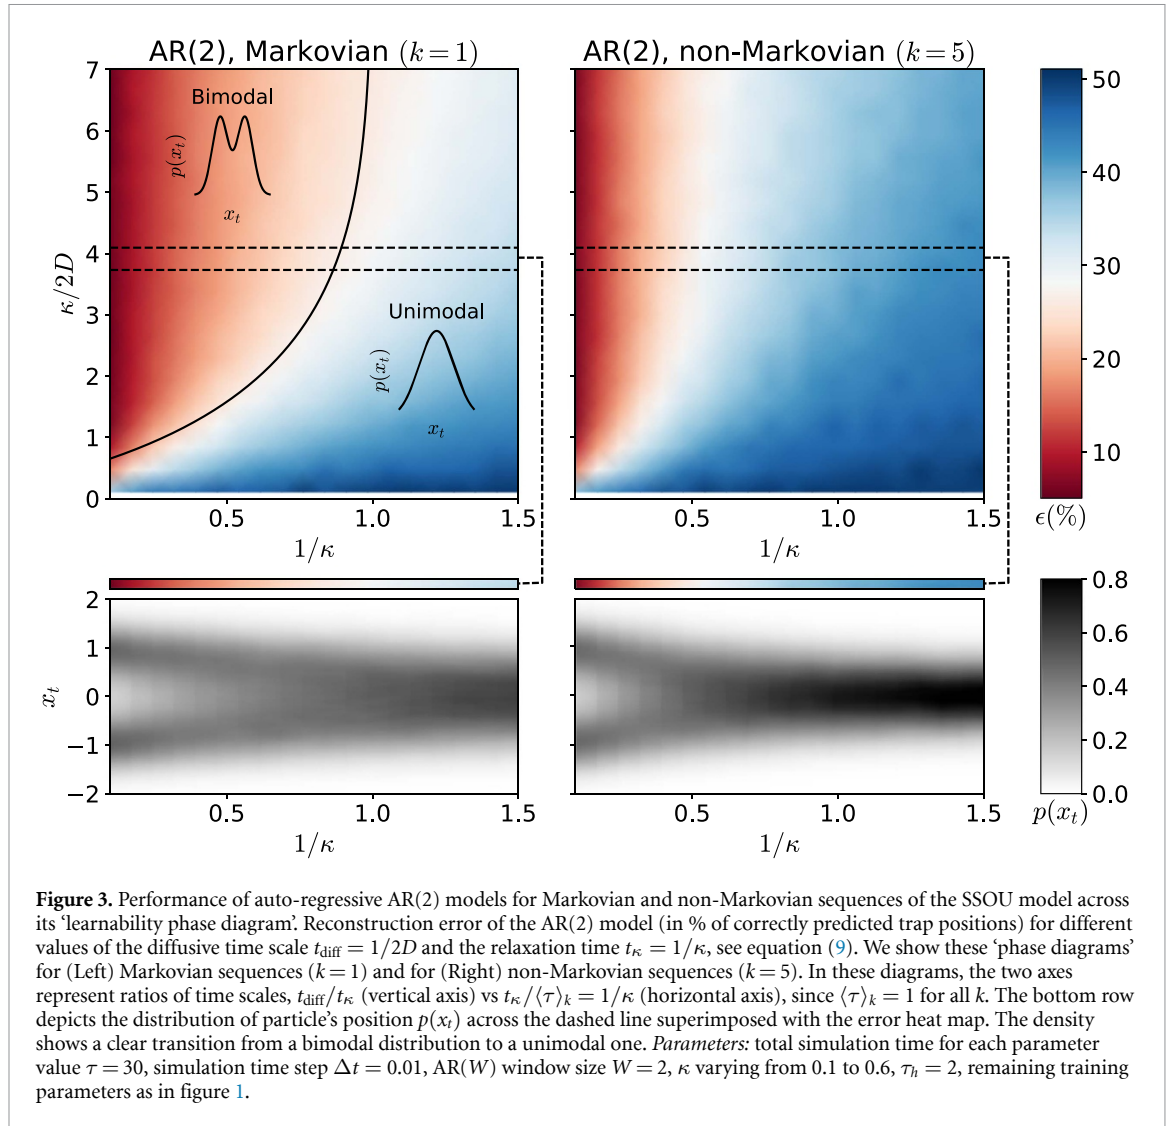 AR(2), Markovian (k = 1)
AR(2), non-Markovian (k = 5)
7
6
5
4
3
2
1
0
κ/2D
Bimodal
p(x_t)
x_t
Unimodal
p(x_t)
x_t
50
40
30
20
10
ϵ(%)
0.5 1.0 1.5
1/κ
0.5 1.0 1.5
1/κ
2
1
0
−1
−2
x_t
0.8
0.6
0.4
0.2
0.0
p(x_t)
0.5 1.0 1.5
1/κ
0.5 1.0 1.5
1/κ
Figure 3. Performance of auto-regressive AR(2) models for Markovian and non-Markovian sequences of the SSOU model across
its ‘learnability phase diagram’. Reconstruction error of the AR(2) model (in % of correctly predicted trap positions) for different
values of the diffusive time scale t_diff = 1/2D and the relaxation time t_κ = 1/κ, see equation (9). We show these ‘phase diagrams’
for (Left) Markovian sequences (k = 1) and for (Right) non-Markovian sequences (k = 5). In these diagrams, the two axes
represent ratios of time scales, t_diff/t_κ (vertical axis) vs t_κ/⟨τ⟩_k = 1/κ (horizontal axis), since ⟨τ⟩_k = 1 for all k. The bottom row
depicts the distribution of particle’s position p(x_t) across the dashed line superimposed with the error heat map. The density
shows a clear transition from a bimodal distribution to a unimodal one. Parameters: total simulation time for each parameter
value τ = 30, simulation time step Δt = 0.01, AR(W) window size W = 2, κ varying from 0.1 to 0.6, τ_h = 2, remaining training
parameters as in figure 1.